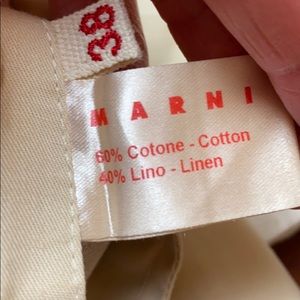 38
MARNI
60% Cotone - Cotton
40% Lino - Linen